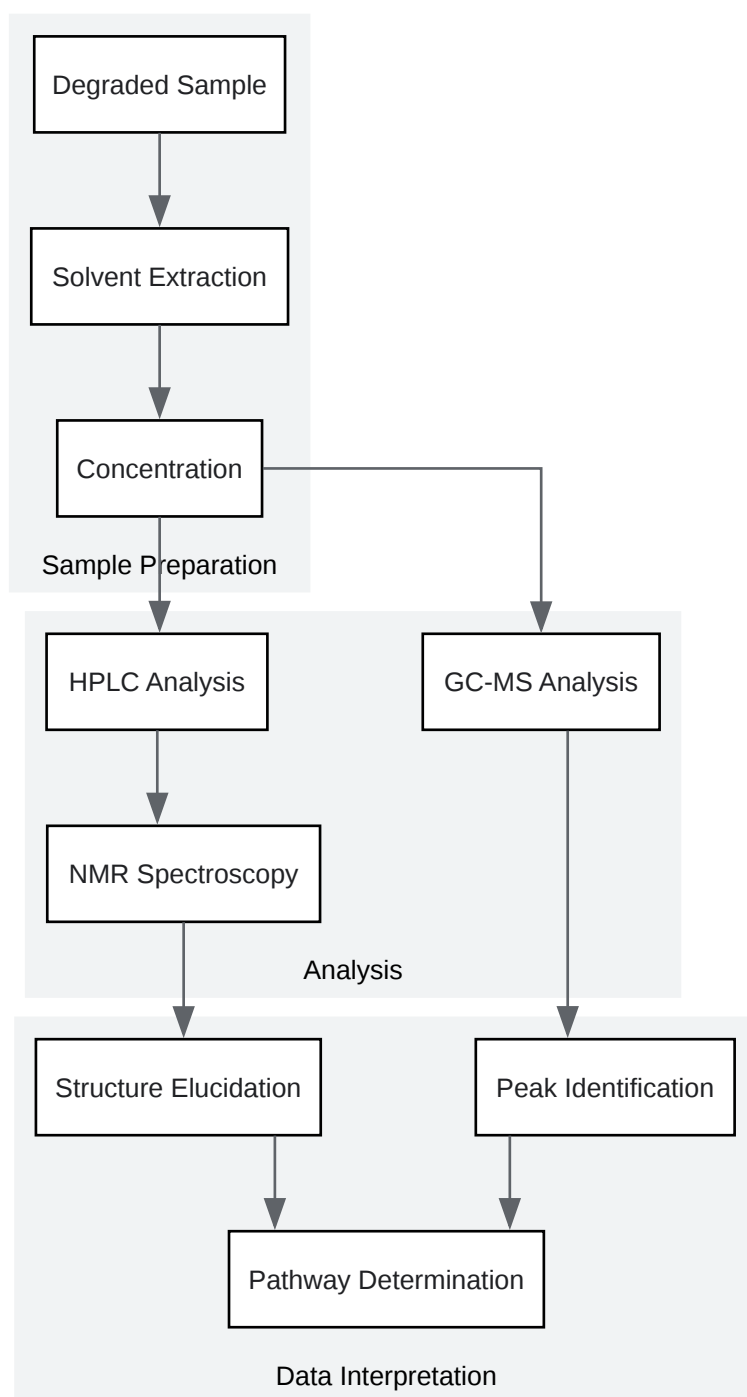 Degraded Sample
Solvent Extraction
Concentration
Sample Preparation
HPLC Analysis
GC-MS Analysis
NMR Spectroscopy
Analysis
Structure Elucidation
Peak Identification
Pathway Determination
Data Interpretation